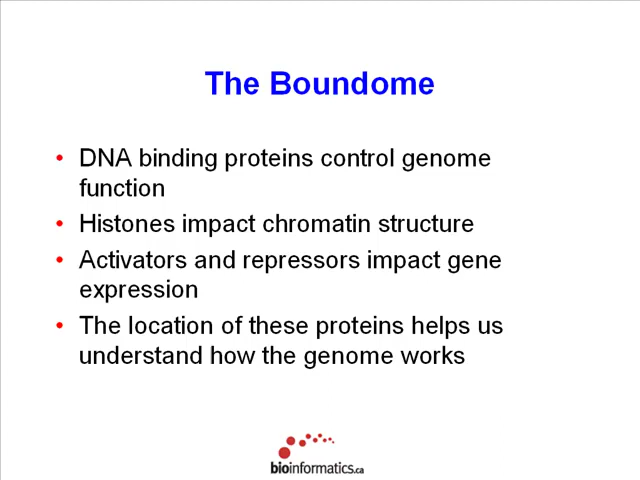 The Boundome
• DNA binding proteins control genome
function
• Histones impact chromatin structure
• Activators and repressors impact gene
expression
• The location of these proteins helps us
understand how the genome works
bioinformatics.ca